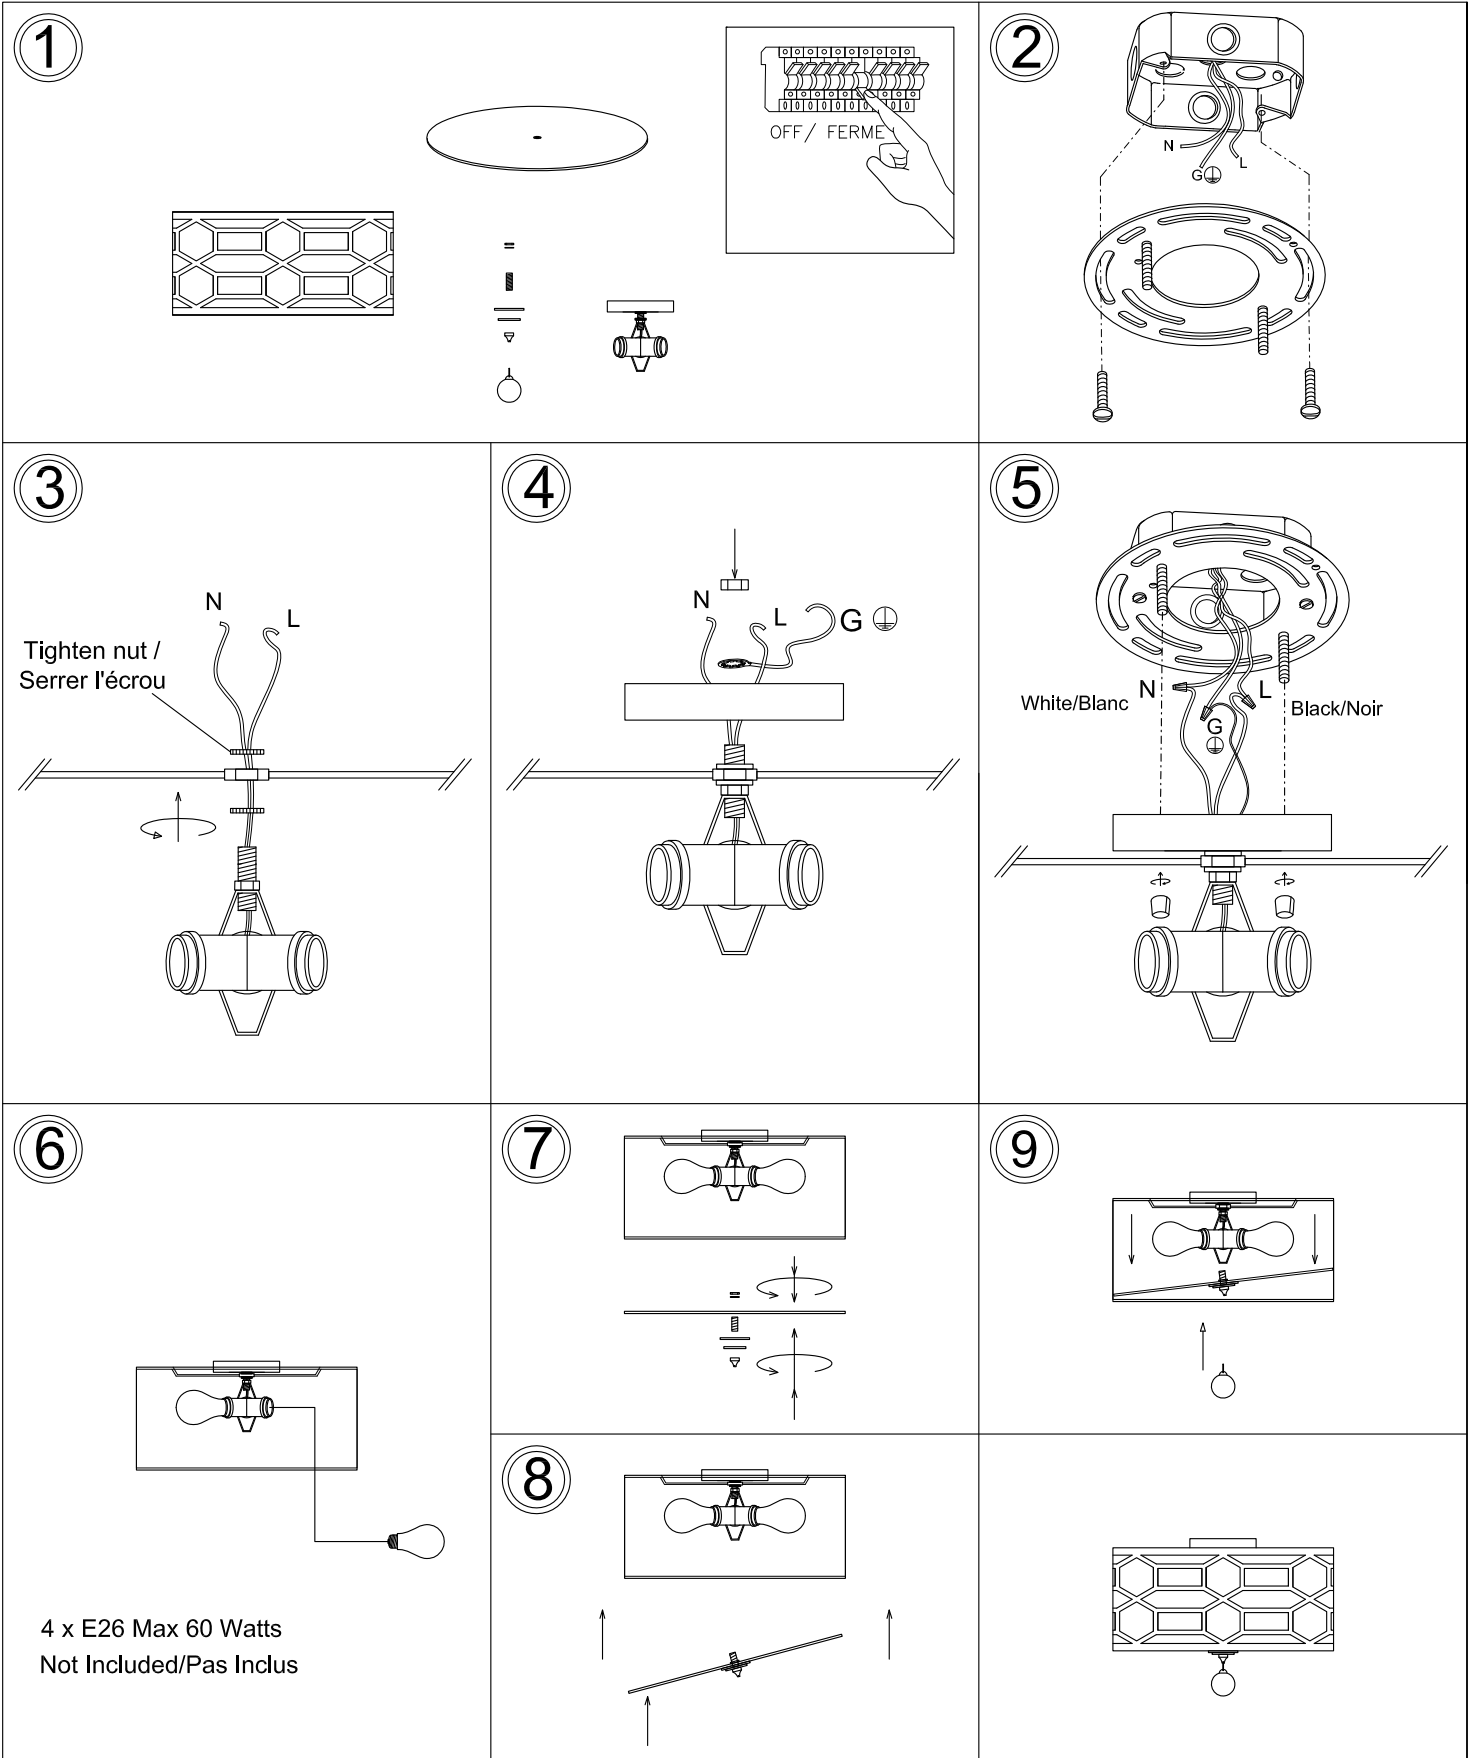 1
OFF/ FERME
2
N
G
L
3
N
L
Tighten nut /
Serrer l'écrou
4
N
L
G
5
White/Blanc
N
L
Black/Noir
G
6
4 x E26 Max 60 Watts
Not Included/Pas Inclus
7
8
9